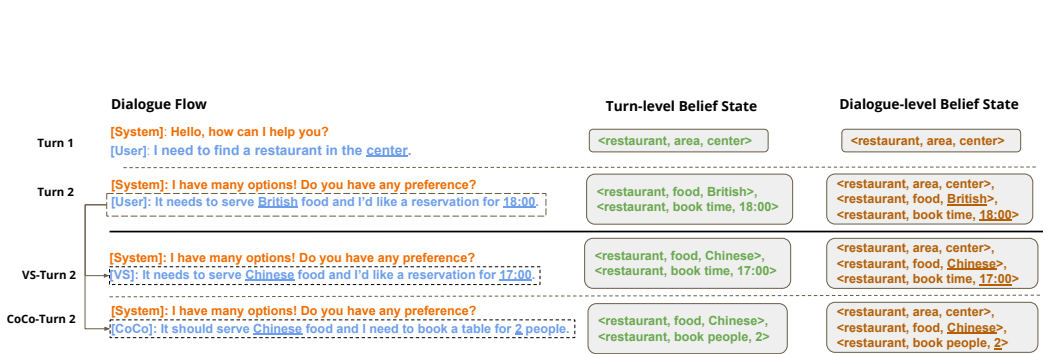 Dialogue Flow
Turn-level Belief State
Dialogue-level Belief State
Turn 1
[System]: Hello, how can I help you?
[User]: I need to find a restaurant in the center.
<restaurant, area, center>
<restaurant, area, center>
Turn 2
[System]: I have many options! Do you have any preference?
[User]: It needs to serve British food and I'd like a reservation for 18:00.
<restaurant, food, British>,
<restaurant, book time, 18:00>
<restaurant, area, center>,
<restaurant, food, British>,
<restaurant, book time, 18:00>
VS-Turn 2
[System]: I have many options! Do you have any preference?
[VS]: It needs to serve Chinese food and I'd like a reservation for 17:00.
<restaurant, food, Chinese>,
<restaurant, book time, 17:00>
<restaurant, area, center>,
<restaurant, food, Chinese>,
<restaurant, book time, 17:00>
CoCo-Turn 2
[System]: I have many options! Do you have any preference?
[CoCo]: It should serve Chinese food and I need to book a table for 2 people.
<restaurant, food, Chinese>,
<restaurant, book people, 2>
<restaurant, area, center>,
<restaurant, food, Chinese>,
<restaurant, book people, 2>